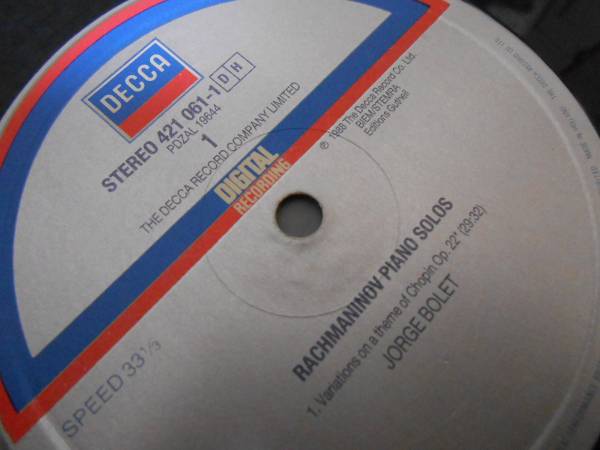 DECCA
STEREO 421 061-1 DH
PDZAL 19644
1
THE DECCA RECORD COMPANY LIMITED
DIGITAL
RECORDING
℗ 1988 The Decca Record Co. Ltd.
BIEM/STEMRA
Editions Gutheil
SPEED 33⅓
RACHMANINOV PIANO SOLOS
1. Variations on a theme of Chopin Op. 22* (29:32)
JORGE BOLET